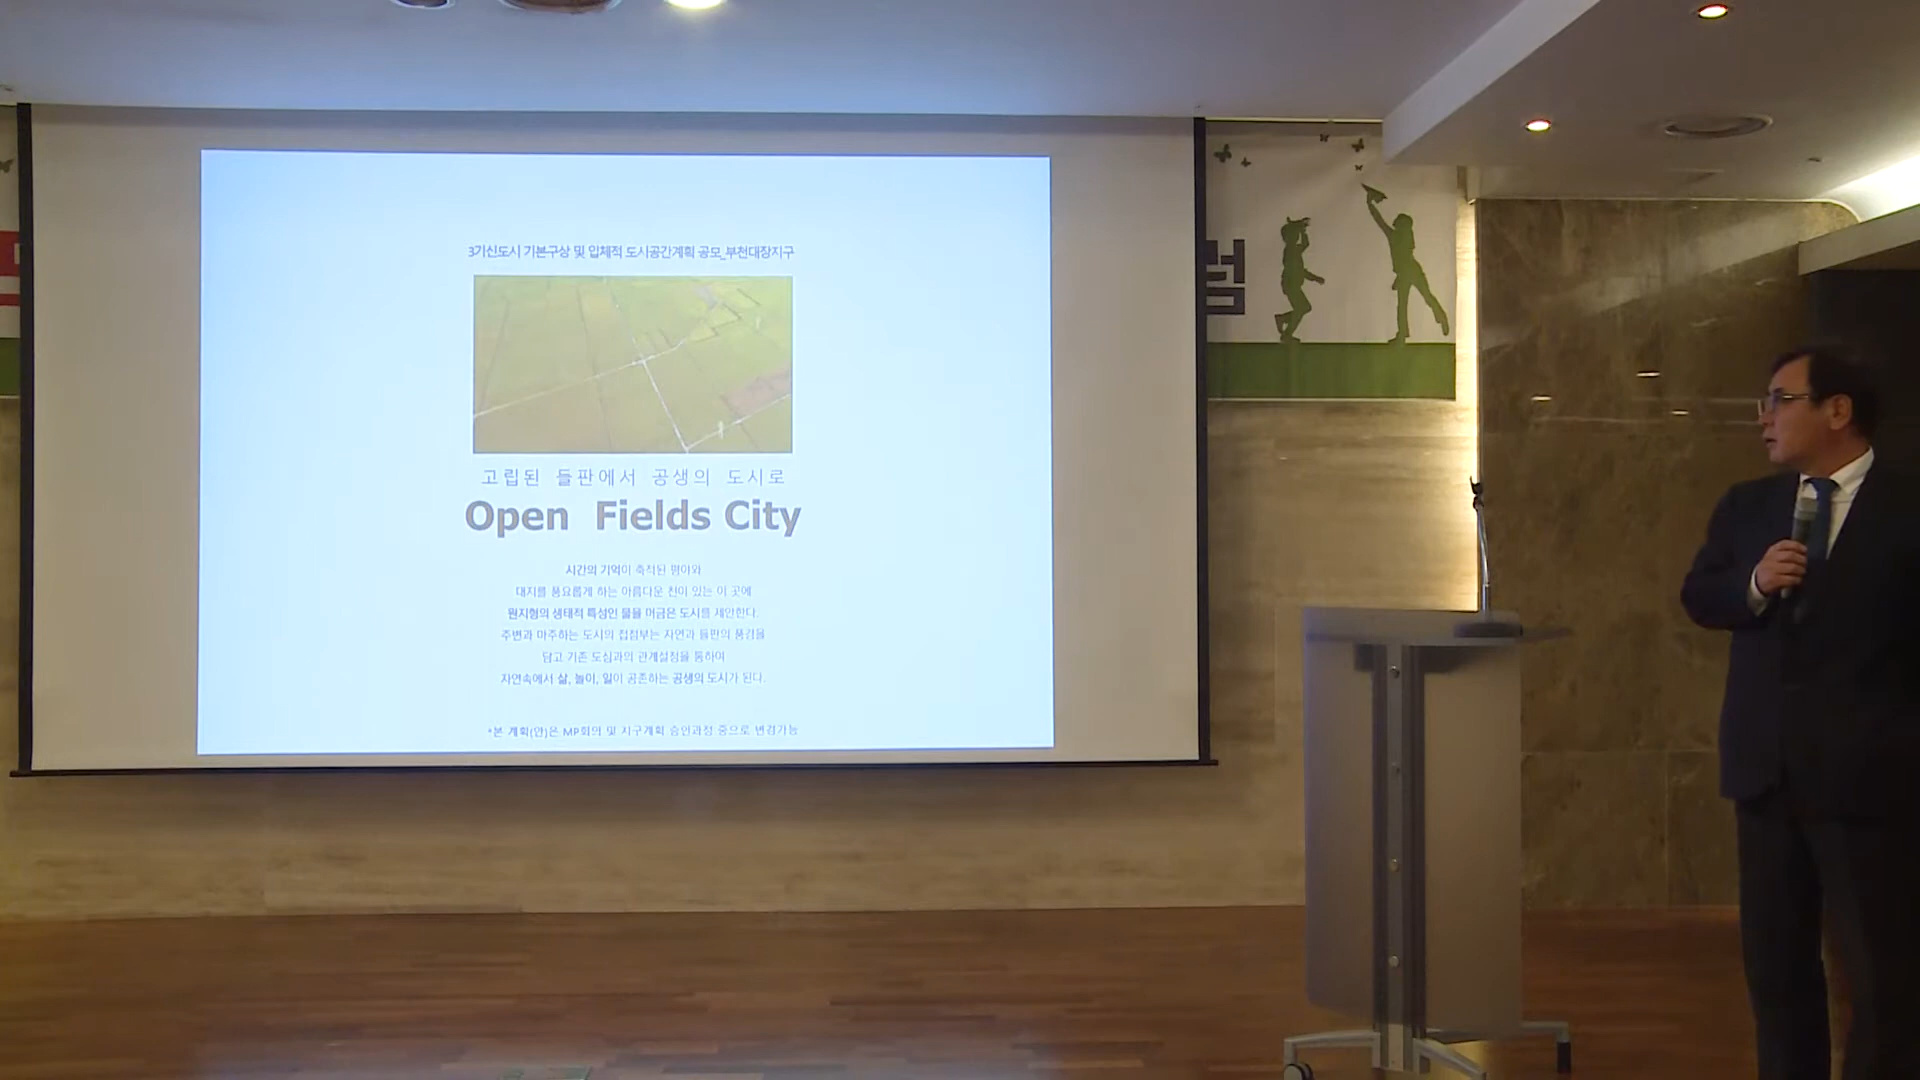 3기신도시 기본구상 및 입체적 도시공간계획 공모_부천대장지구
고립된 들판에서 공생의 도시로
Open Fields City
시간의 기억이 축적된 평야와
대지를 풍요롭게 하는 아름다운 천이 있는 이 곳에
원지형의 생태적 특성인 물을 머금은 도시를 제안한다.
주변과 마주하는 도시의 접점부는 자연과 들판의 풍경을
담고 기존 도심과의 관계설정을 통하여
자연속에서 삶, 놀이, 일이 공존하는 공생의 도시가 된다.
*본 계획(안)은 MP회의 및 지구계획 승인과정 중으로 변경가능
럼